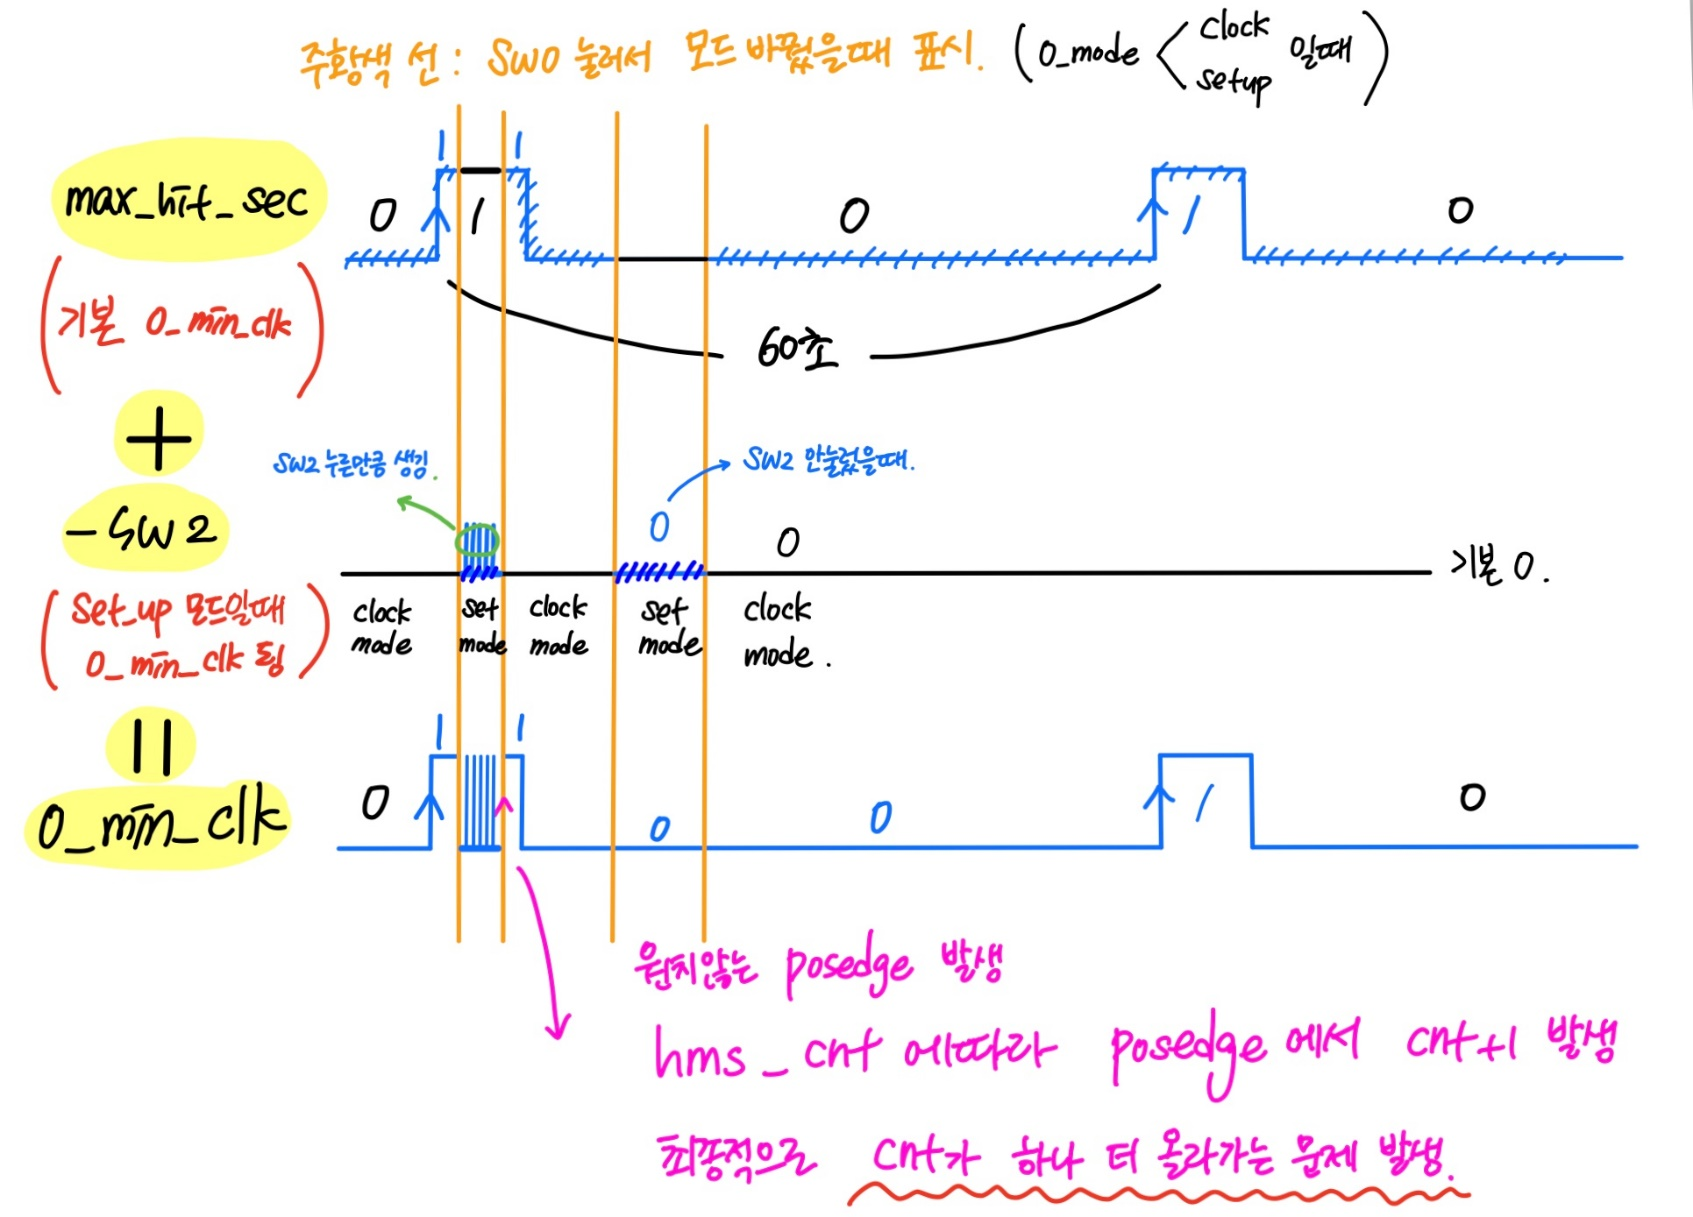 주황색 선 : SW0 눌러서 모드 바꿨을때 표시. ( 0_mode < clock setup 일때 )
1 1
max_hit_sec 0 1 0 1 0
( 기본 0_min_clk )
60초
+
SW2 누른만큼 생김.
SW2 안눌렀을때.
0 0
~SW2
기본 0.
( Set_up 모드일때 0_min_clk 됨 )
clock mode
set mode
clock mode
set mode
clock mode.
||
1 1
0_min_clk 0 0 0 1 0
원치않는 posedge 발생
hms_cnt 에따라 posedge 에서 cnt+1 발생
최종적으로 cnt가 하나 더 올라가는 문제 발생.